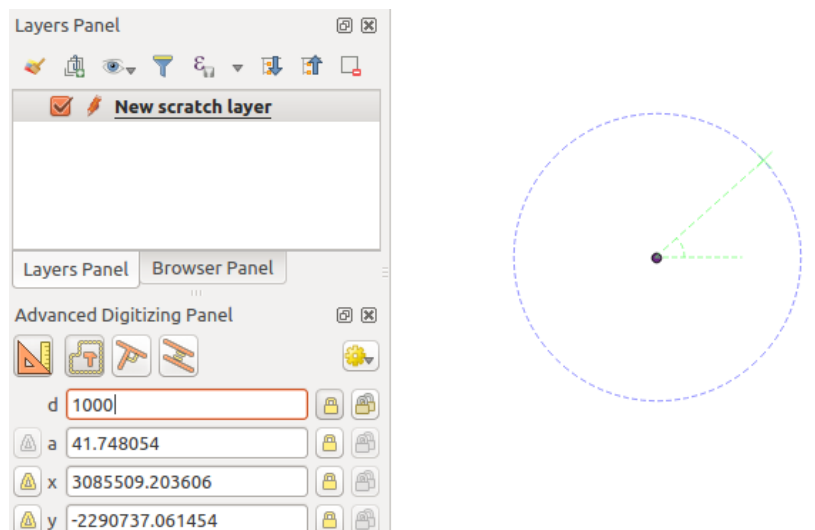 Layers Panel
New scratch layer
Layers Panel Browser Panel
Advanced Digitizing Panel
d 1000
a 41.748054
x 3085509.203606
y -2290737.061454